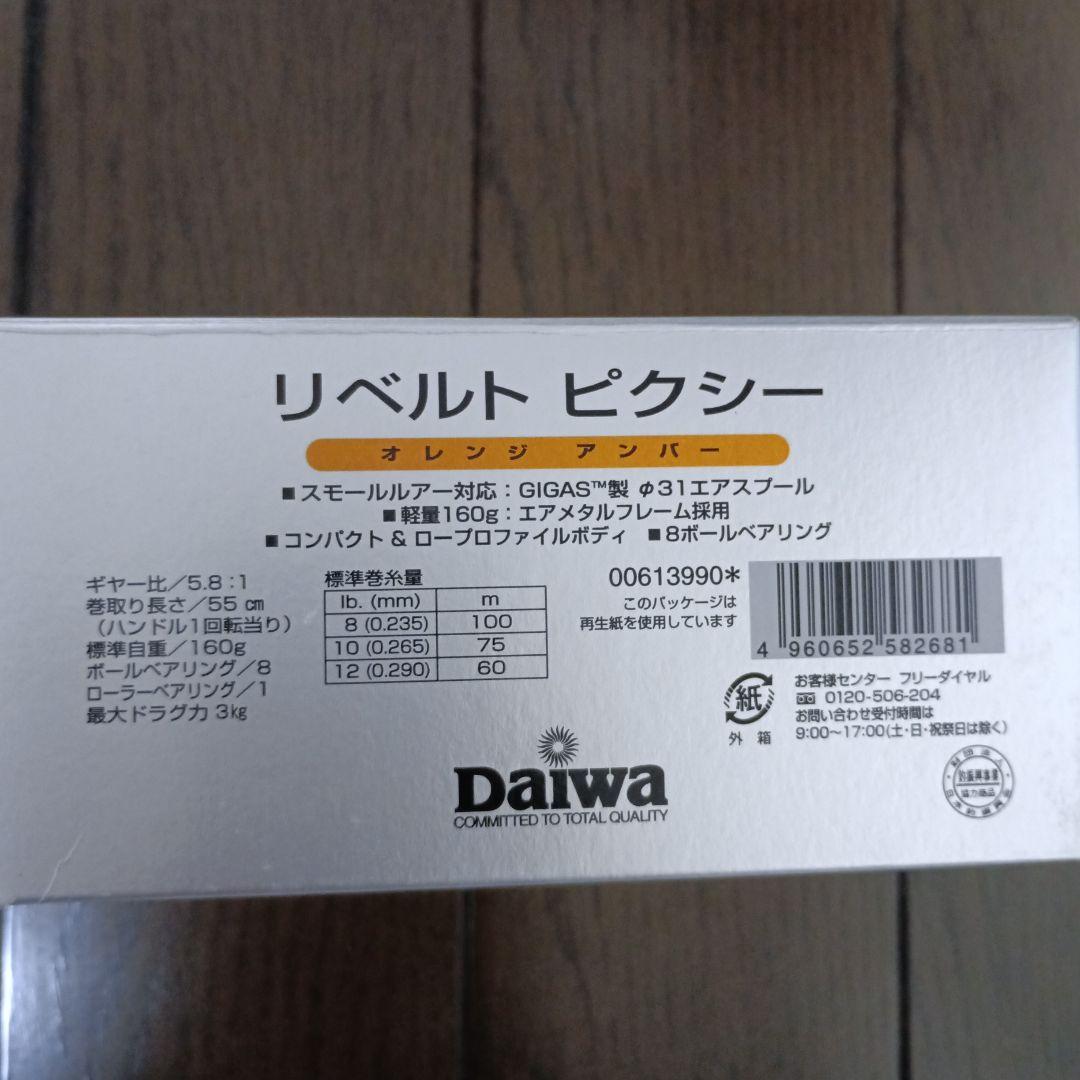 リベルト ピクシー
オレンジ アンバー
■スモールルアー対応：GIGAS™製 φ31エアスプール
■軽量160g：エアメタルフレーム採用
■コンパクト & ロープロファイルボディ ■8ボールベアリング
ギヤー比／5.8：1
巻取り長さ／55㎝
（ハンドル1回転当り）
標準自重／160g
ボールベアリング／8
ローラーベアリング／1
最大ドラグ力 3㎏
標準巻糸量
lb. (mm) m
8 (0.235) 100
10 (0.265) 75
12 (0.290) 60
00613990*
このパッケージは
再生紙を使用しています
4 960652 582681
紙
外箱
お客様センター フリーダイヤル
0120-506-204
お問い合わせ受付時間は
9:00〜17:00(土・日・祝祭日は除く)
Daiwa
COMMITTED TO TOTAL QUALITY
財団法人
協力商品